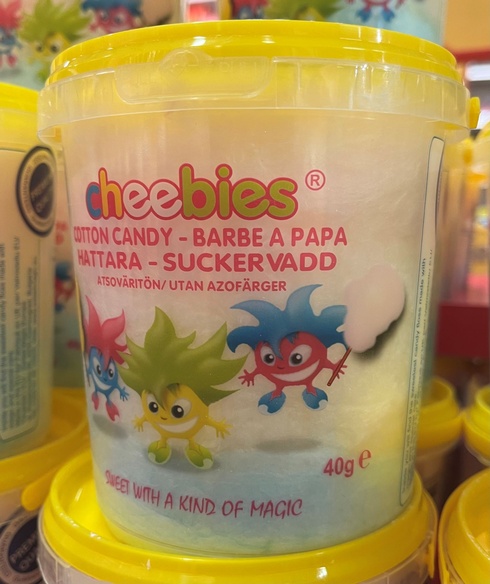 cheebies®
COTTON CANDY - BARBE A PAPA
HATTARA - SUCKERVADD
ATSOVÄRITÖN/ UTAN AZOFÄRGER
40g e
SWEET WITH A KIND OF MAGIC